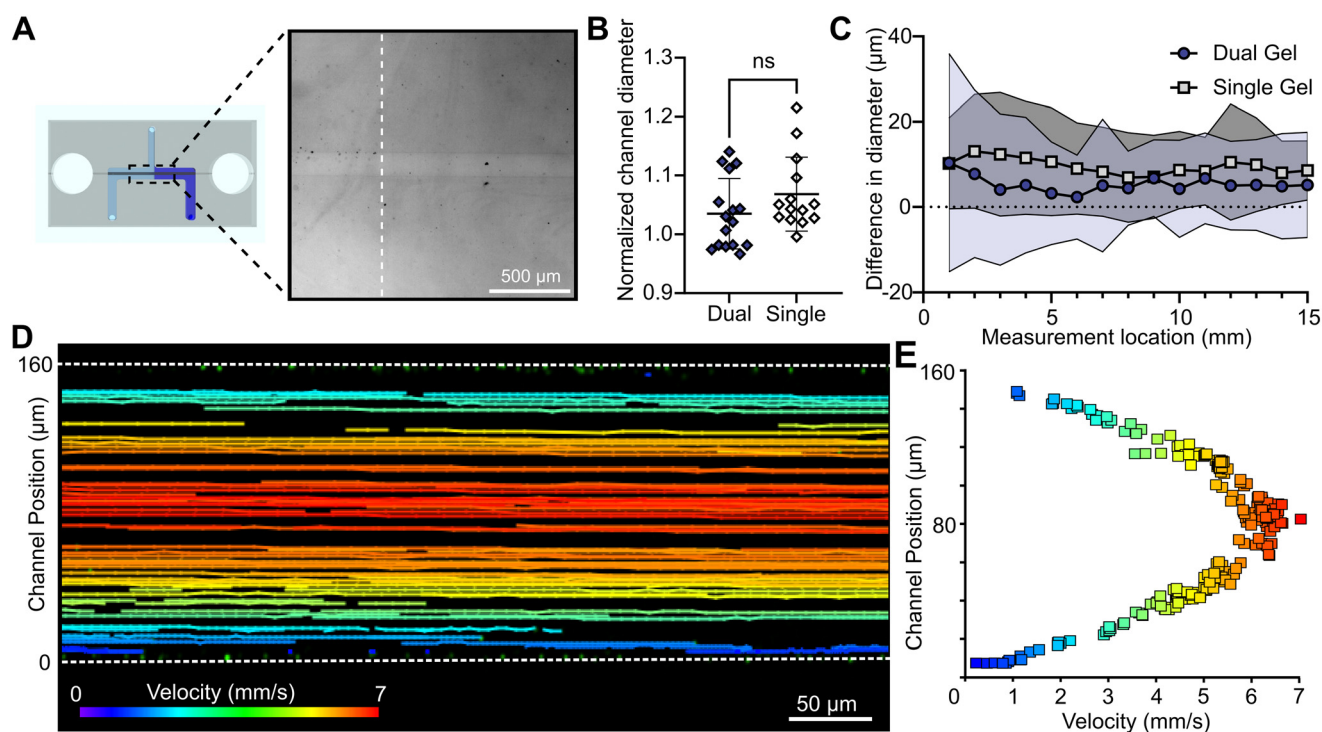 A
500 µm
B
Normalized channel diameter
1.3
1.2
1.1
1.0
0.9
ns
Dual
Single
C
Difference in diameter (µm)
40
20
0
-20
Dual Gel
Single Gel
0
5
10
15
Measurement location (mm)
D
160
Channel Position (µm)
0
0
Velocity (mm/s)
7
50 µm
E
160
80
Channel Position (µm)
0
1
2
3
4
5
6
7
Velocity (mm/s)